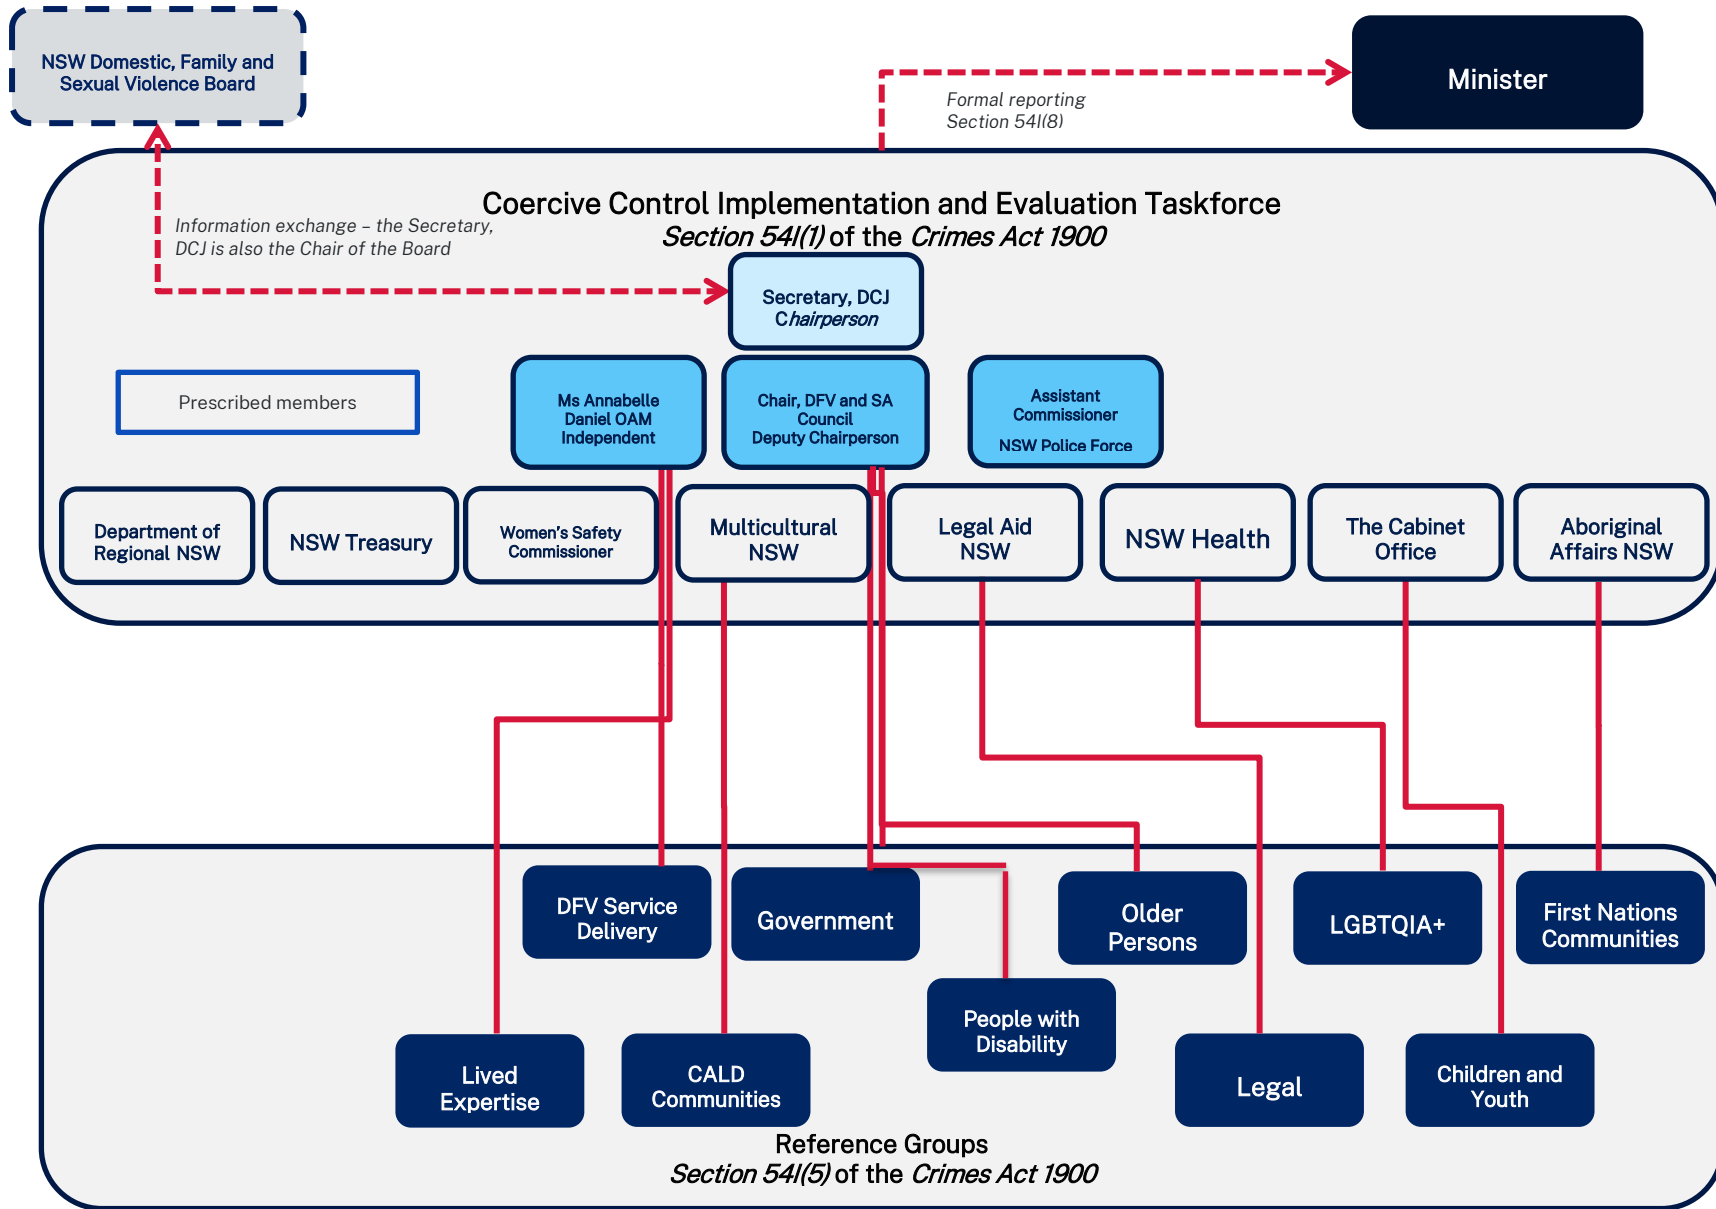 NSW Domestic, Family and
Sexual Violence Board
Minister
Formal reporting
Section 54I(8)
Coercive Control Implementation and Evaluation Taskforce
Section 54I(1) of the Crimes Act 1900
Information exchange – the Secretary,
DCJ is also the Chair of the Board
Secretary, DCJ
Chairperson
Prescribed members
Ms Annabelle
Daniel OAM
Independent
Chair, DFV and SA
Council
Deputy Chairperson
Assistant
Commissioner
NSW Police Force
Department of
Regional NSW
NSW Treasury
Women's Safety
Commissioner
Multicultural
NSW
Legal Aid
NSW
NSW Health
The Cabinet
Office
Aboriginal
Affairs NSW
DFV Service
Delivery
Government
Older
Persons
LGBTQIA+
First Nations
Communities
People with
Disability
Lived
Expertise
CALD
Communities
Legal
Children and
Youth
Reference Groups
Section 54I(5) of the Crimes Act 1900